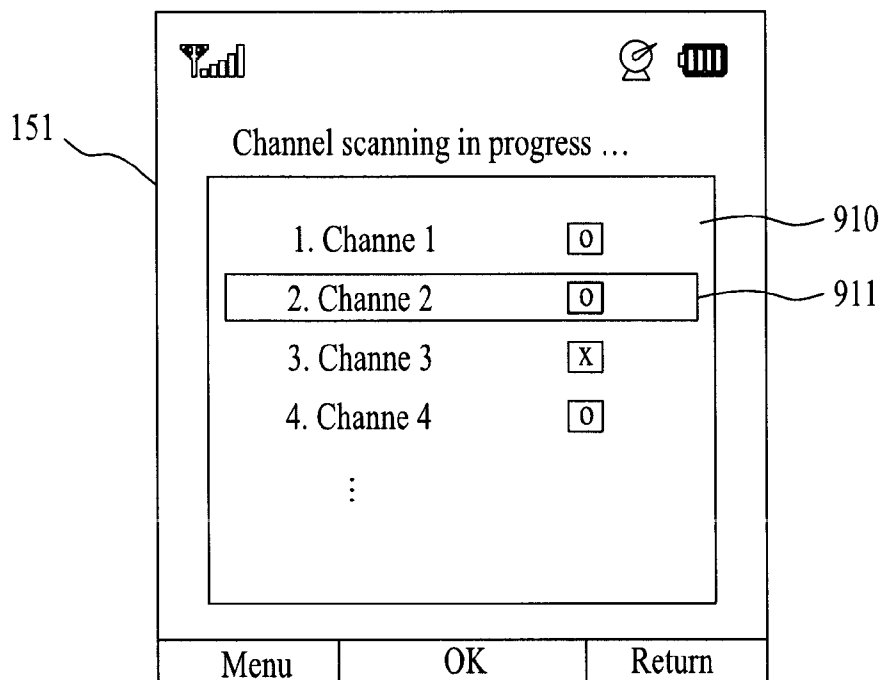 151
Channel scanning in progress ...
910
1. Channe 1 O
911
2. Channe 2 O
3. Channe 3 X
4. Channe 4 O
⋮
Menu OK Return